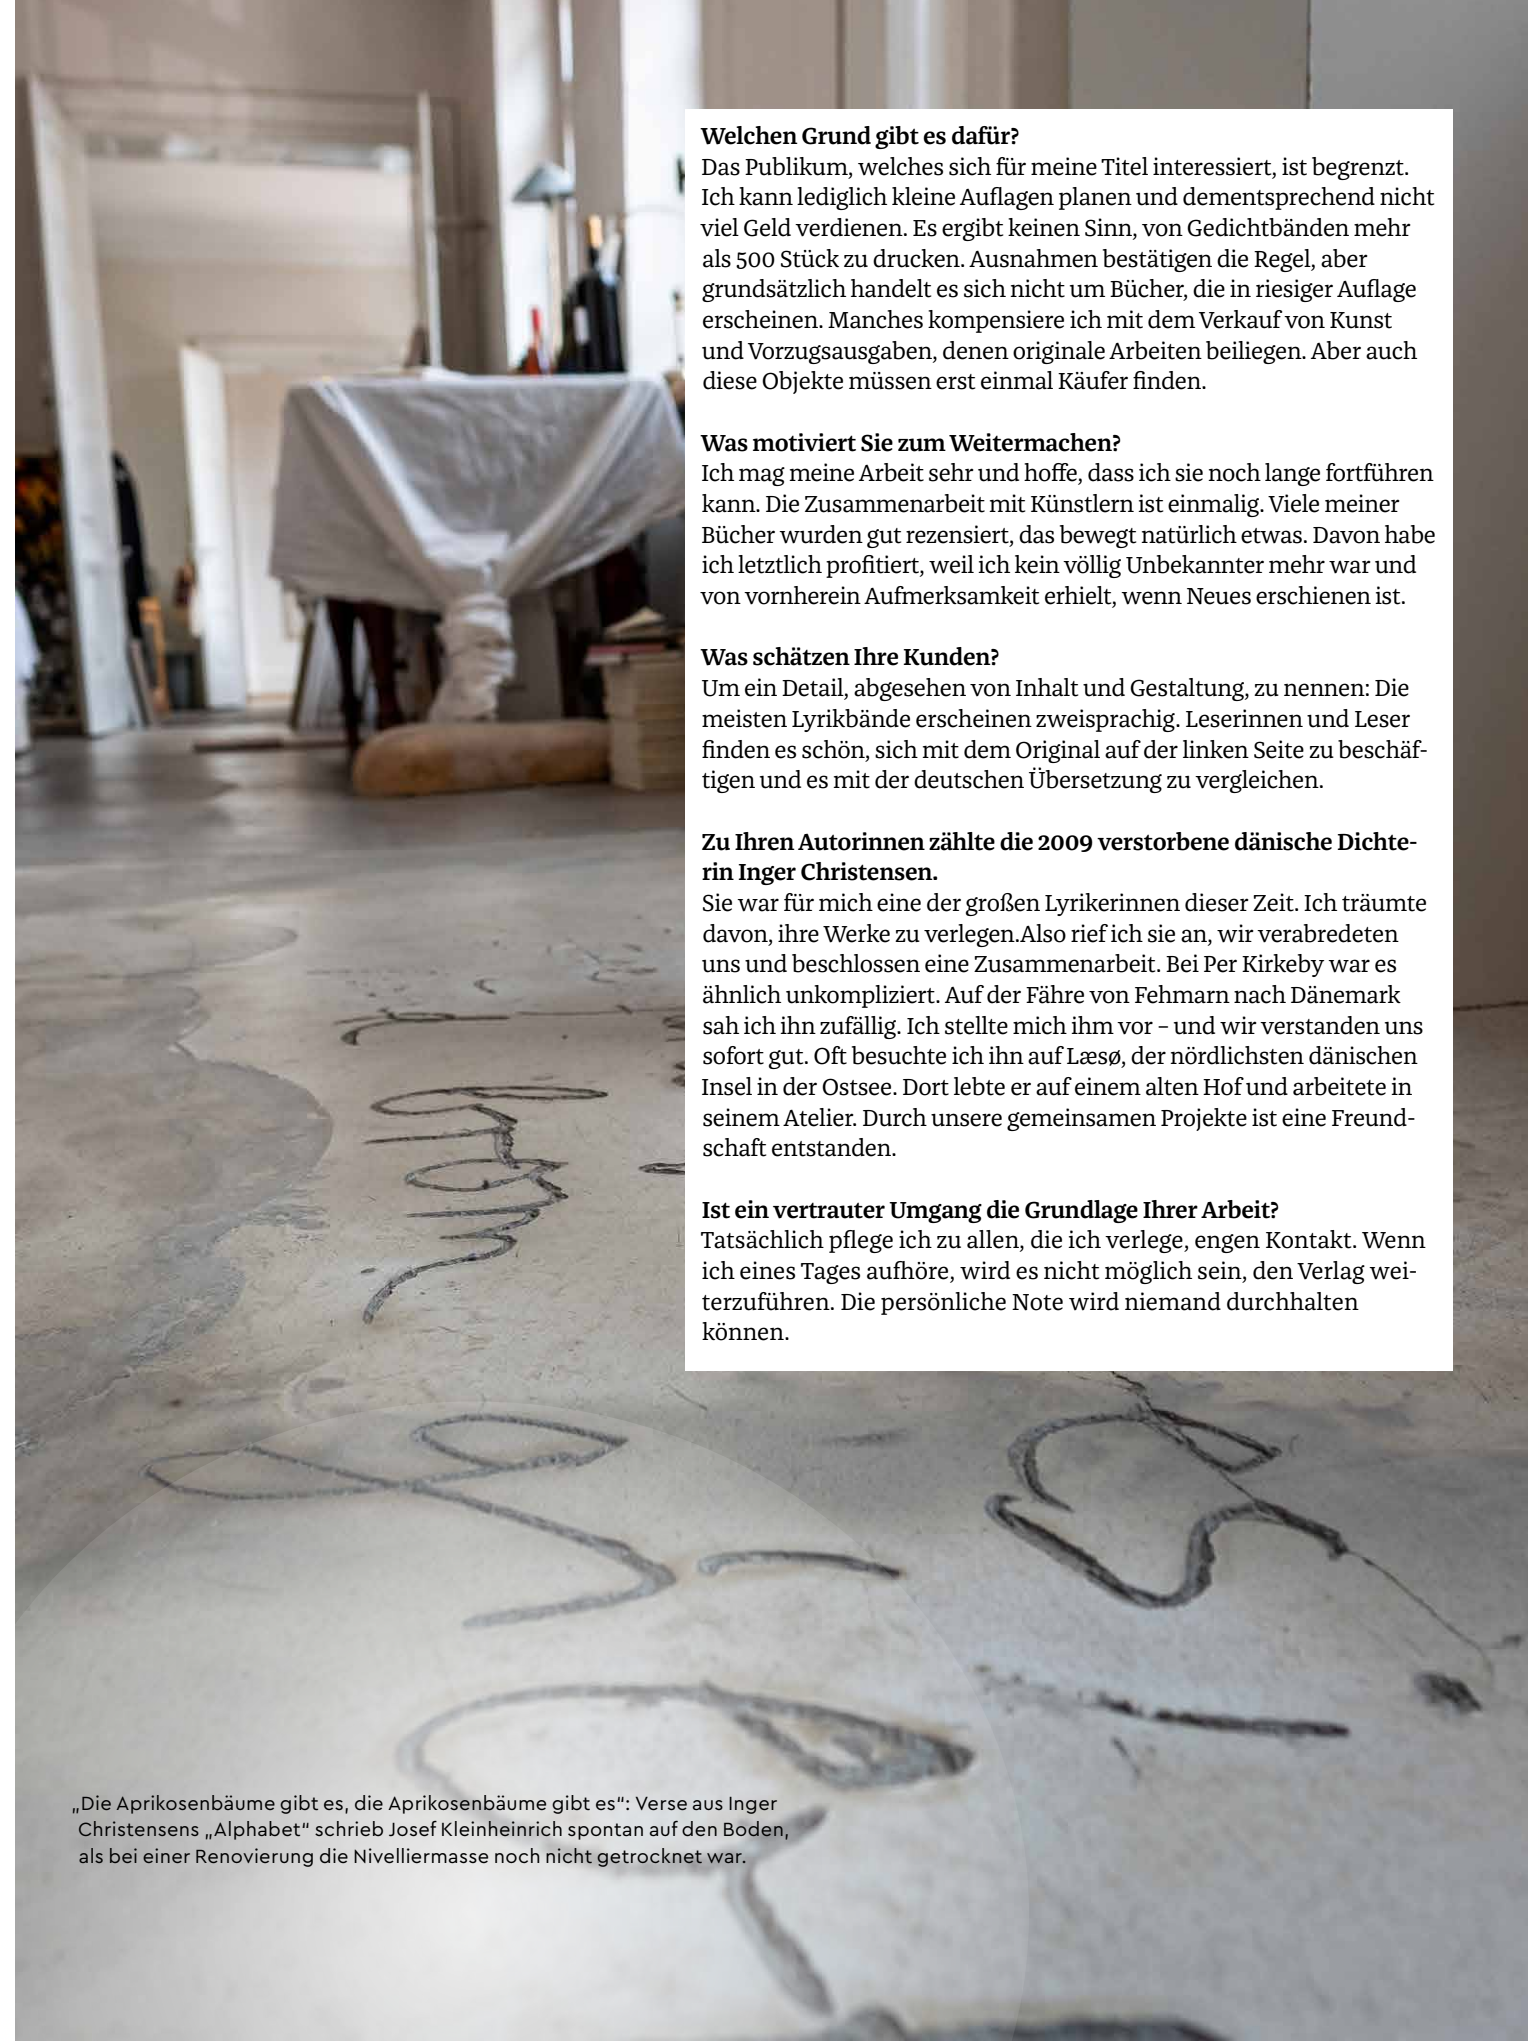 Welchen Grund gibt es dafür?
Das Publikum, welches sich für meine Titel interessiert, ist begrenzt.
Ich kann lediglich kleine Auflagen planen und dementsprechend nicht
viel Geld verdienen. Es ergibt keinen Sinn, von Gedichtbänden mehr
als 500 Stück zu drucken. Ausnahmen bestätigen die Regel, aber
grundsätzlich handelt es sich nicht um Bücher, die in riesiger Auflage
erscheinen. Manches kompensiere ich mit dem Verkauf von Kunst
und Vorzugsausgaben, denen originale Arbeiten beiliegen. Aber auch
diese Objekte müssen erst einmal Käufer finden.
Was motiviert Sie zum Weitermachen?
Ich mag meine Arbeit sehr und hoffe, dass ich sie noch lange fortführen
kann. Die Zusammenarbeit mit Künstlern ist einmalig. Viele meiner
Bücher wurden gut rezensiert, das bewegt natürlich etwas. Davon habe
ich letztlich profitiert, weil ich kein völlig Unbekannter mehr war und
von vornherein Aufmerksamkeit erhielt, wenn Neues erschienen ist.
Was schätzen Ihre Kunden?
Um ein Detail, abgesehen von Inhalt und Gestaltung, zu nennen: Die
meisten Lyrikbände erscheinen zweisprachig. Leserinnen und Leser
finden es schön, sich mit dem Original auf der linken Seite zu beschäf-
tigen und es mit der deutschen Übersetzung zu vergleichen.
Zu Ihren Autorinnen zählte die 2009 verstorbene dänische Dichte-
rin Inger Christensen.
Sie war für mich eine der großen Lyrikerinnen dieser Zeit. Ich träumte
davon, ihre Werke zu verlegen.Also rief ich sie an, wir verabredeten
uns und beschlossen eine Zusammenarbeit. Bei Per Kirkeby war es
ähnlich unkompliziert. Auf der Fähre von Fehmarn nach Dänemark
sah ich ihn zufällig. Ich stellte mich ihm vor – und wir verstanden uns
sofort gut. Oft besuchte ich ihn auf Læsø, der nördlichsten dänischen
Insel in der Ostsee. Dort lebte er auf einem alten Hof und arbeitete in
seinem Atelier. Durch unsere gemeinsamen Projekte ist eine Freund-
schaft entstanden.
Ist ein vertrauter Umgang die Grundlage Ihrer Arbeit?
Tatsächlich pflege ich zu allen, die ich verlege, engen Kontakt. Wenn
ich eines Tages aufhöre, wird es nicht möglich sein, den Verlag wei-
terzuführen. Die persönliche Note wird niemand durchhalten
können.
„Die Aprikosenbäume gibt es, die Aprikosenbäume gibt es“: Verse aus Inger
Christensens „Alphabet“ schrieb Josef Kleinheinrich spontan auf den Boden,
als bei einer Renovierung die Nivelliermasse noch nicht getrocknet war.